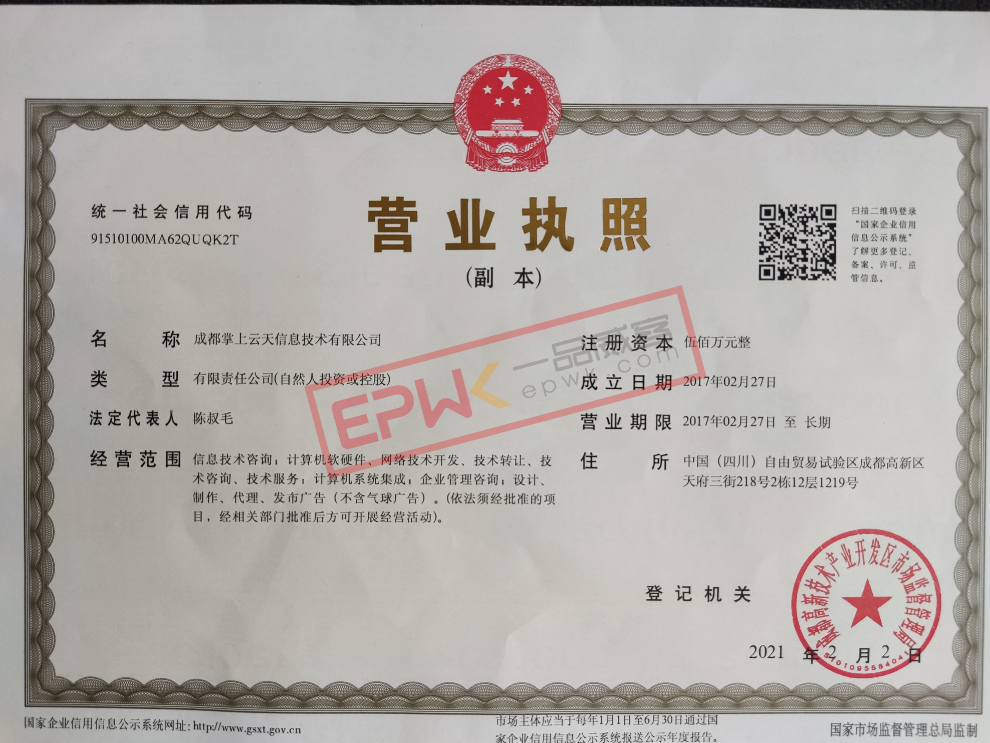 营业执照
(副 本)
统一社会信用代码
91510100MA62QUQK2T
扫描二维码登录
“国家企业信用
信息公示系统”
了解更多登记、
备案、许可、监
管信息。
名 称 成都掌上云天信息技术有限公司
类 型 有限责任公司(自然人投资或控股)
法定代表人 陈叔毛
经营范围 信息技术咨询；计算机软硬件、网络技术开发、技术转让、技
术咨询、技术服务；计算机系统集成；企业管理咨询；设计、
制作、代理、发布广告（不含气球广告）。(依法须经批准的项
目，经相关部门批准后方可开展经营活动)。
注册资本 伍佰万元整
成立日期 2017年02月27日
营业期限 2017年02月27日 至 长期
住 所 中国（四川）自由贸易试验区成都高新区
天府三街218号2栋12层1219号
EPWK 一品威客
epwk.com
登记机关
成都高新技术产业开发区市场监督管理局
5101095584041
2021 年 2 月 2 日
国家企业信用信息公示系统网址: http://www.gsxt.gov.cn
市场主体应当于每年1月1日至6月30日通过国
家企业信用信息公示系统报送公示年度报告。
国家市场监督管理总局监制